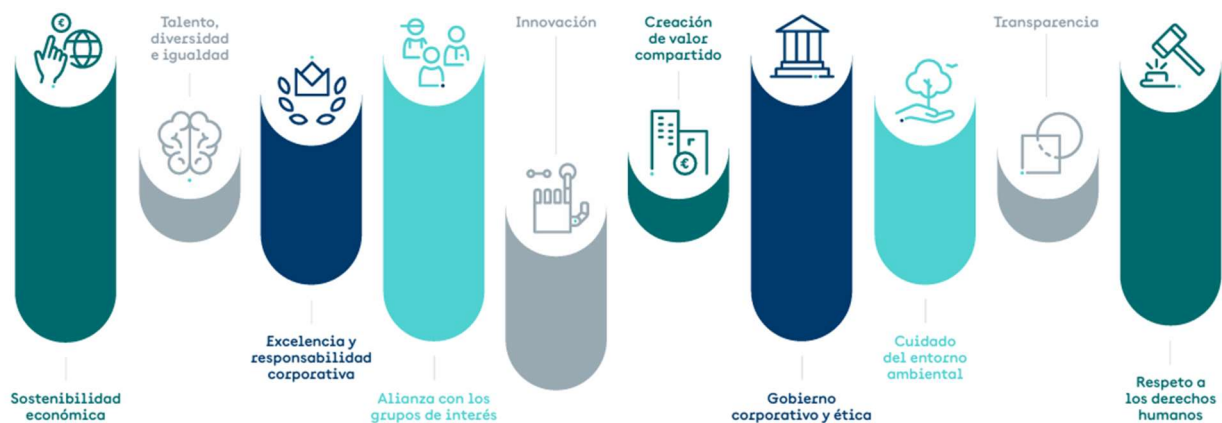 Sostenibilidad
económica
Talento,
diversidad
e igualdad
Excelencia y
responsabilidad
corporativa
Alianza con los
grupos de interés
Innovación
Creación
de valor
compartido
€
Gobierno
corporativo y ética
Cuidado
del entorno
ambiental
Transparencia
Respeto a
los derechos
humanos